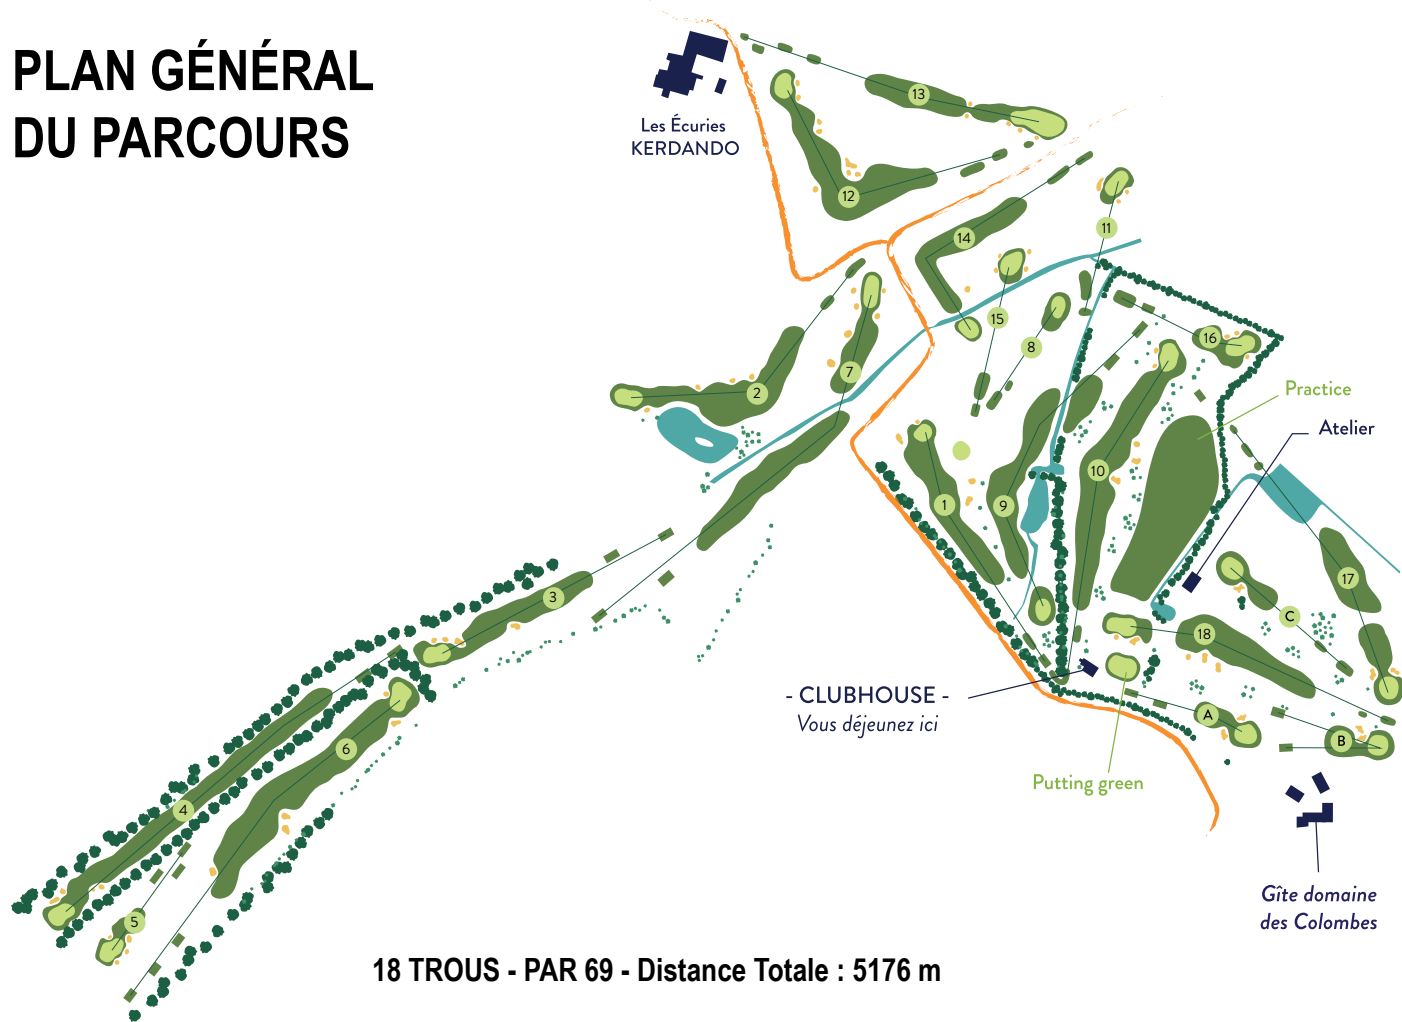 PLAN GÉNÉRAL
DU PARCOURS
Les Écuries
KERDANDO
13
12
14
11
15
8
16
7
2
Practice
Atelier
10
1
9
17
3
C
18
- CLUBHOUSE -
Vous déjeunez ici
A
B
6
Putting green
4
5
Gîte domaine
des Colombes
18 TROUS - PAR 69 - Distance Totale : 5176 m